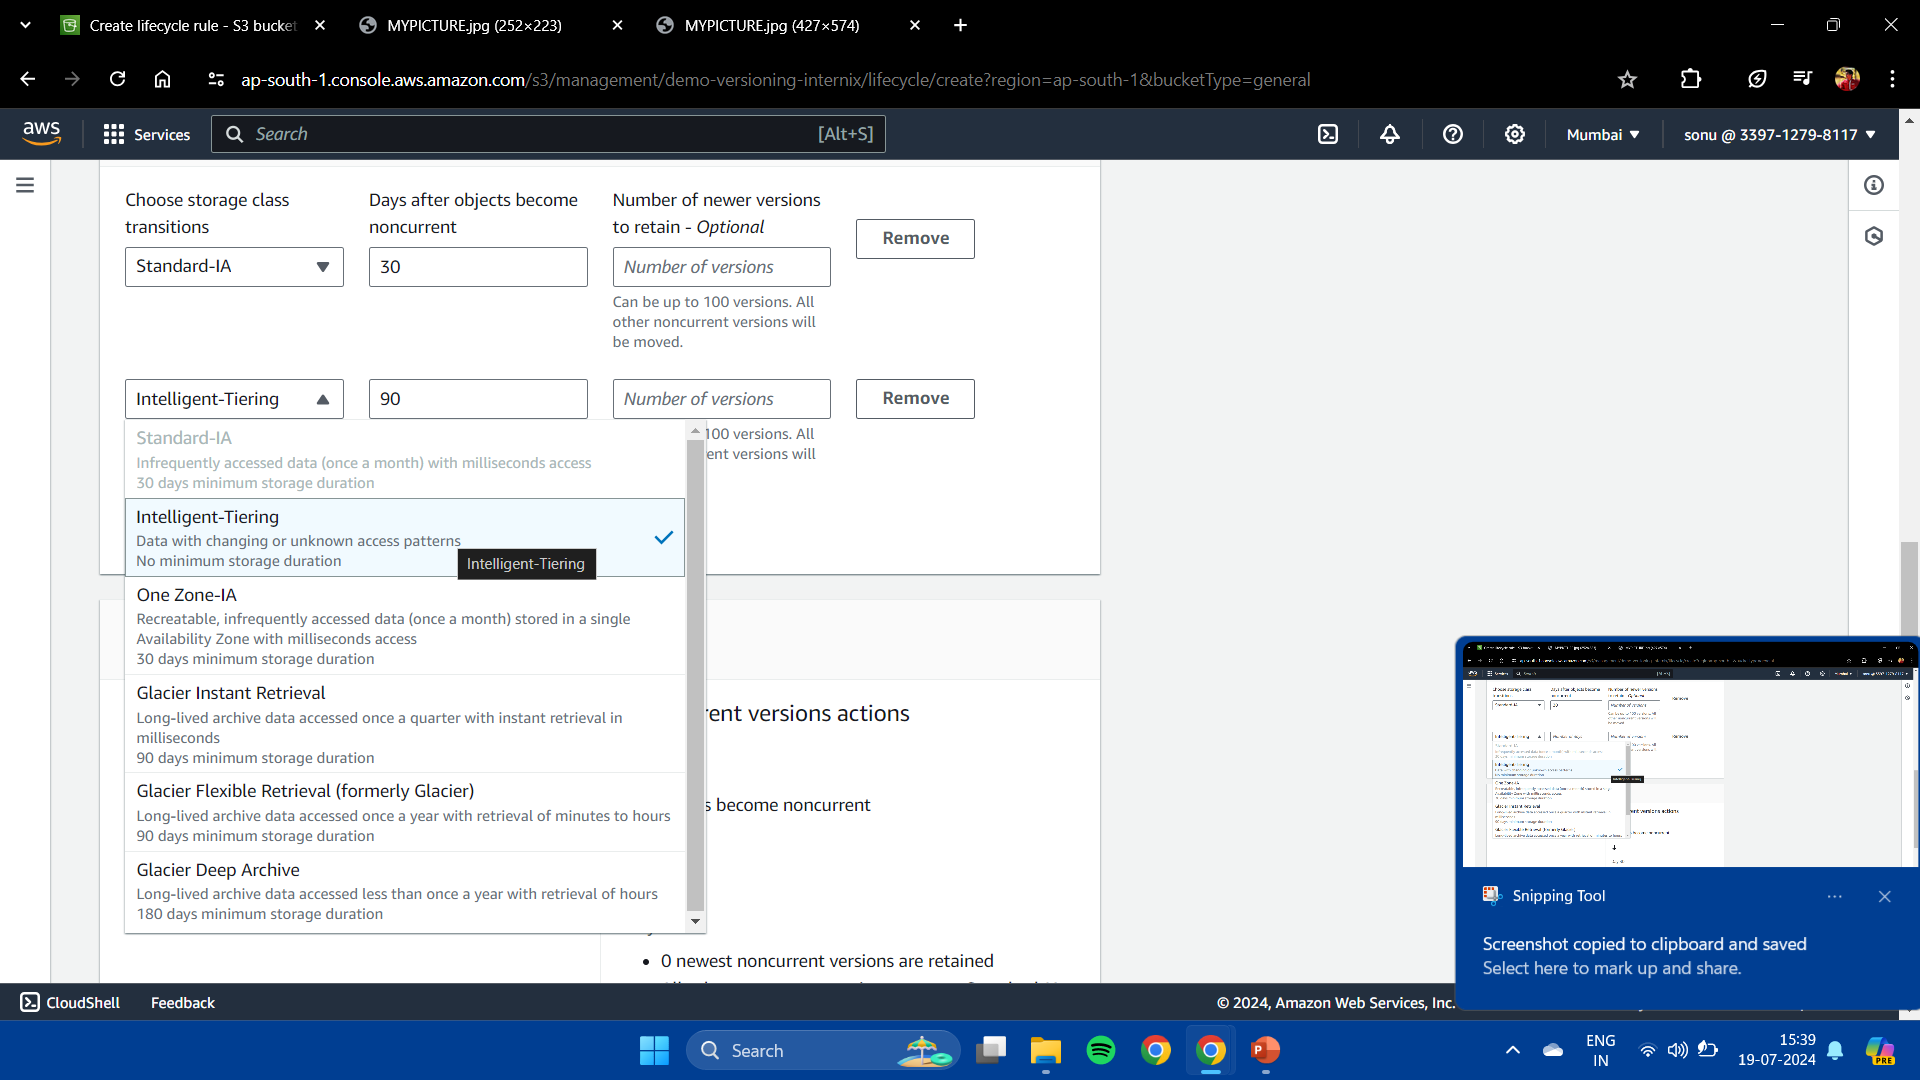 Create lifecycle rule - S3 bucket
MYPICTURE.jpg (252×223)
MYPICTURE.jpg (427×574)
ap-south-1.console.aws.amazon.com/s3/management/demo-versioning-internix/lifecycle/create?region=ap-south-1&bucketType=general
aws
Services
Search
[Alt+S]
Mumbai
sonu @ 3397-1279-8117
Choose storage class
transitions
Days after objects become
noncurrent
Number of newer versions
to retain - Optional
Remove
Standard-IA
30
Number of versions
Can be up to 100 versions. All
other noncurrent versions will
be moved.
Intelligent-Tiering
90
Number of versions
Remove
100 versions. All
ent versions will
Standard-IA
Infrequently accessed data (once a month) with milliseconds access
30 days minimum storage duration
Intelligent-Tiering
Data with changing or unknown access patterns
No minimum storage duration
Intelligent-Tiering
One Zone-IA
Recreatable, infrequently accessed data (once a month) stored in a single
Availability Zone with milliseconds access
30 days minimum storage duration
Glacier Instant Retrieval
Long-lived archive data accessed once a quarter with instant retrieval in
milliseconds
90 days minimum storage duration
Glacier Flexible Retrieval (formerly Glacier)
Long-lived archive data accessed once a year with retrieval of minutes to hours
90 days minimum storage duration
Glacier Deep Archive
Long-lived archive data accessed less than once a year with retrieval of hours
180 days minimum storage duration
rent versions actions
s become noncurrent
0 newest noncurrent versions are retained
Snipping Tool
Screenshot copied to clipboard and saved
Select here to mark up and share.
CloudShell
Feedback
© 2024, Amazon Web Services, Inc.
Search
ENG
IN
15:39
19-07-2024
PRE